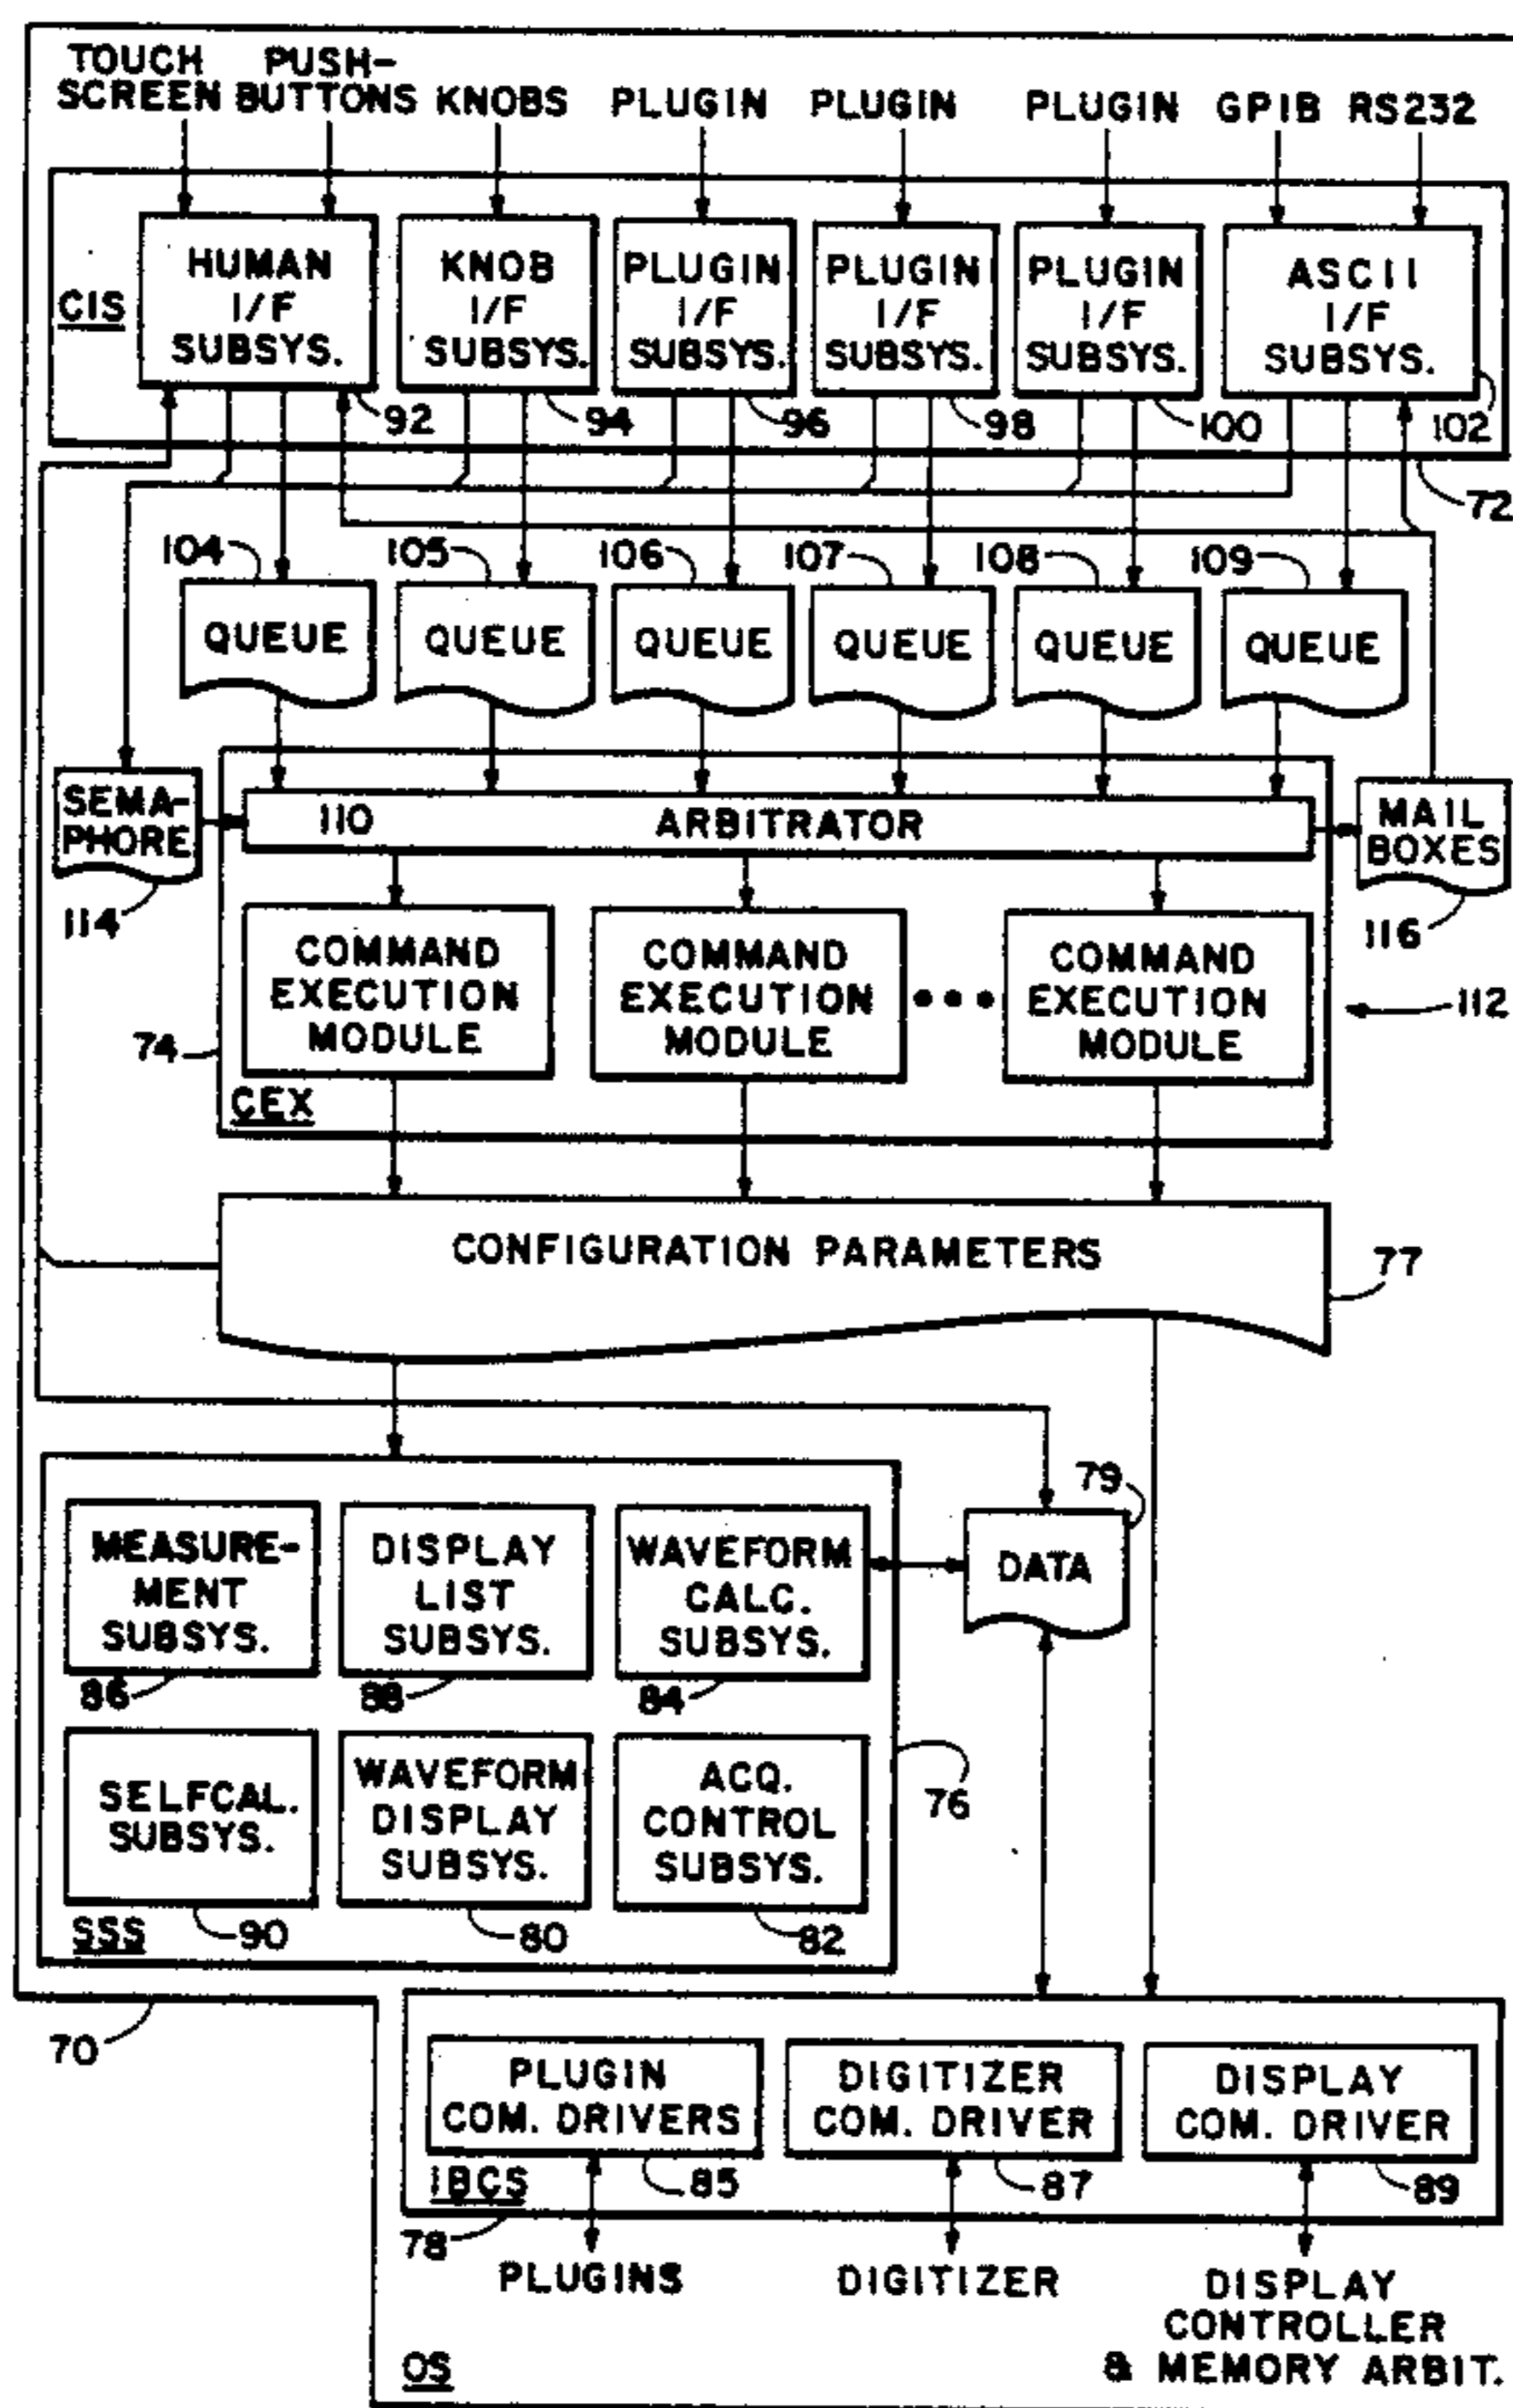 TOUCH SCREEN
PUSH- BUTTONS
KNOBS
PLUGIN
PLUGIN
PLUGIN
GPIB
RS232
CIS
HUMAN
I/F
SUBSYS.
KNOB
I/F
SUBSYS.
PLUGIN
I/F
SUBSYS.
PLUGIN
I/F
SUBSYS.
PLUGIN
I/F
SUBSYS.
ASCII
I/F
SUBSYS.
92
94
96
98
100
102
72
104
105
106
107
108
109
QUEUE
QUEUE
QUEUE
QUEUE
QUEUE
QUEUE
SEMA-
PHORE
114
110
ARBITRATOR
MAIL
BOXES
116
COMMAND
EXECUTION
MODULE
COMMAND
EXECUTION
MODULE
COMMAND
EXECUTION
MODULE
112
74
CEX
CONFIGURATION PARAMETERS
77
MEASURE-
MENT
SUBSYS.
86
DISPLAY
LIST
SUBSYS.
88
WAVEFORM
CALC.
SUBSYS.
84
79
DATA
SELFCAL.
SUBSYS.
90
WAVEFORM
DISPLAY
SUBSYS.
80
ACQ.
CONTROL
SUBSYS.
82
76
SSS
70
PLUGIN
COM. DRIVERS
85
DIGITIZER
COM. DRIVER
87
DISPLAY
COM. DRIVER
89
IBCS
78
PLUGINS
DIGITIZER
DISPLAY
CONTROLLER
& MEMORY ARBIT.
OS